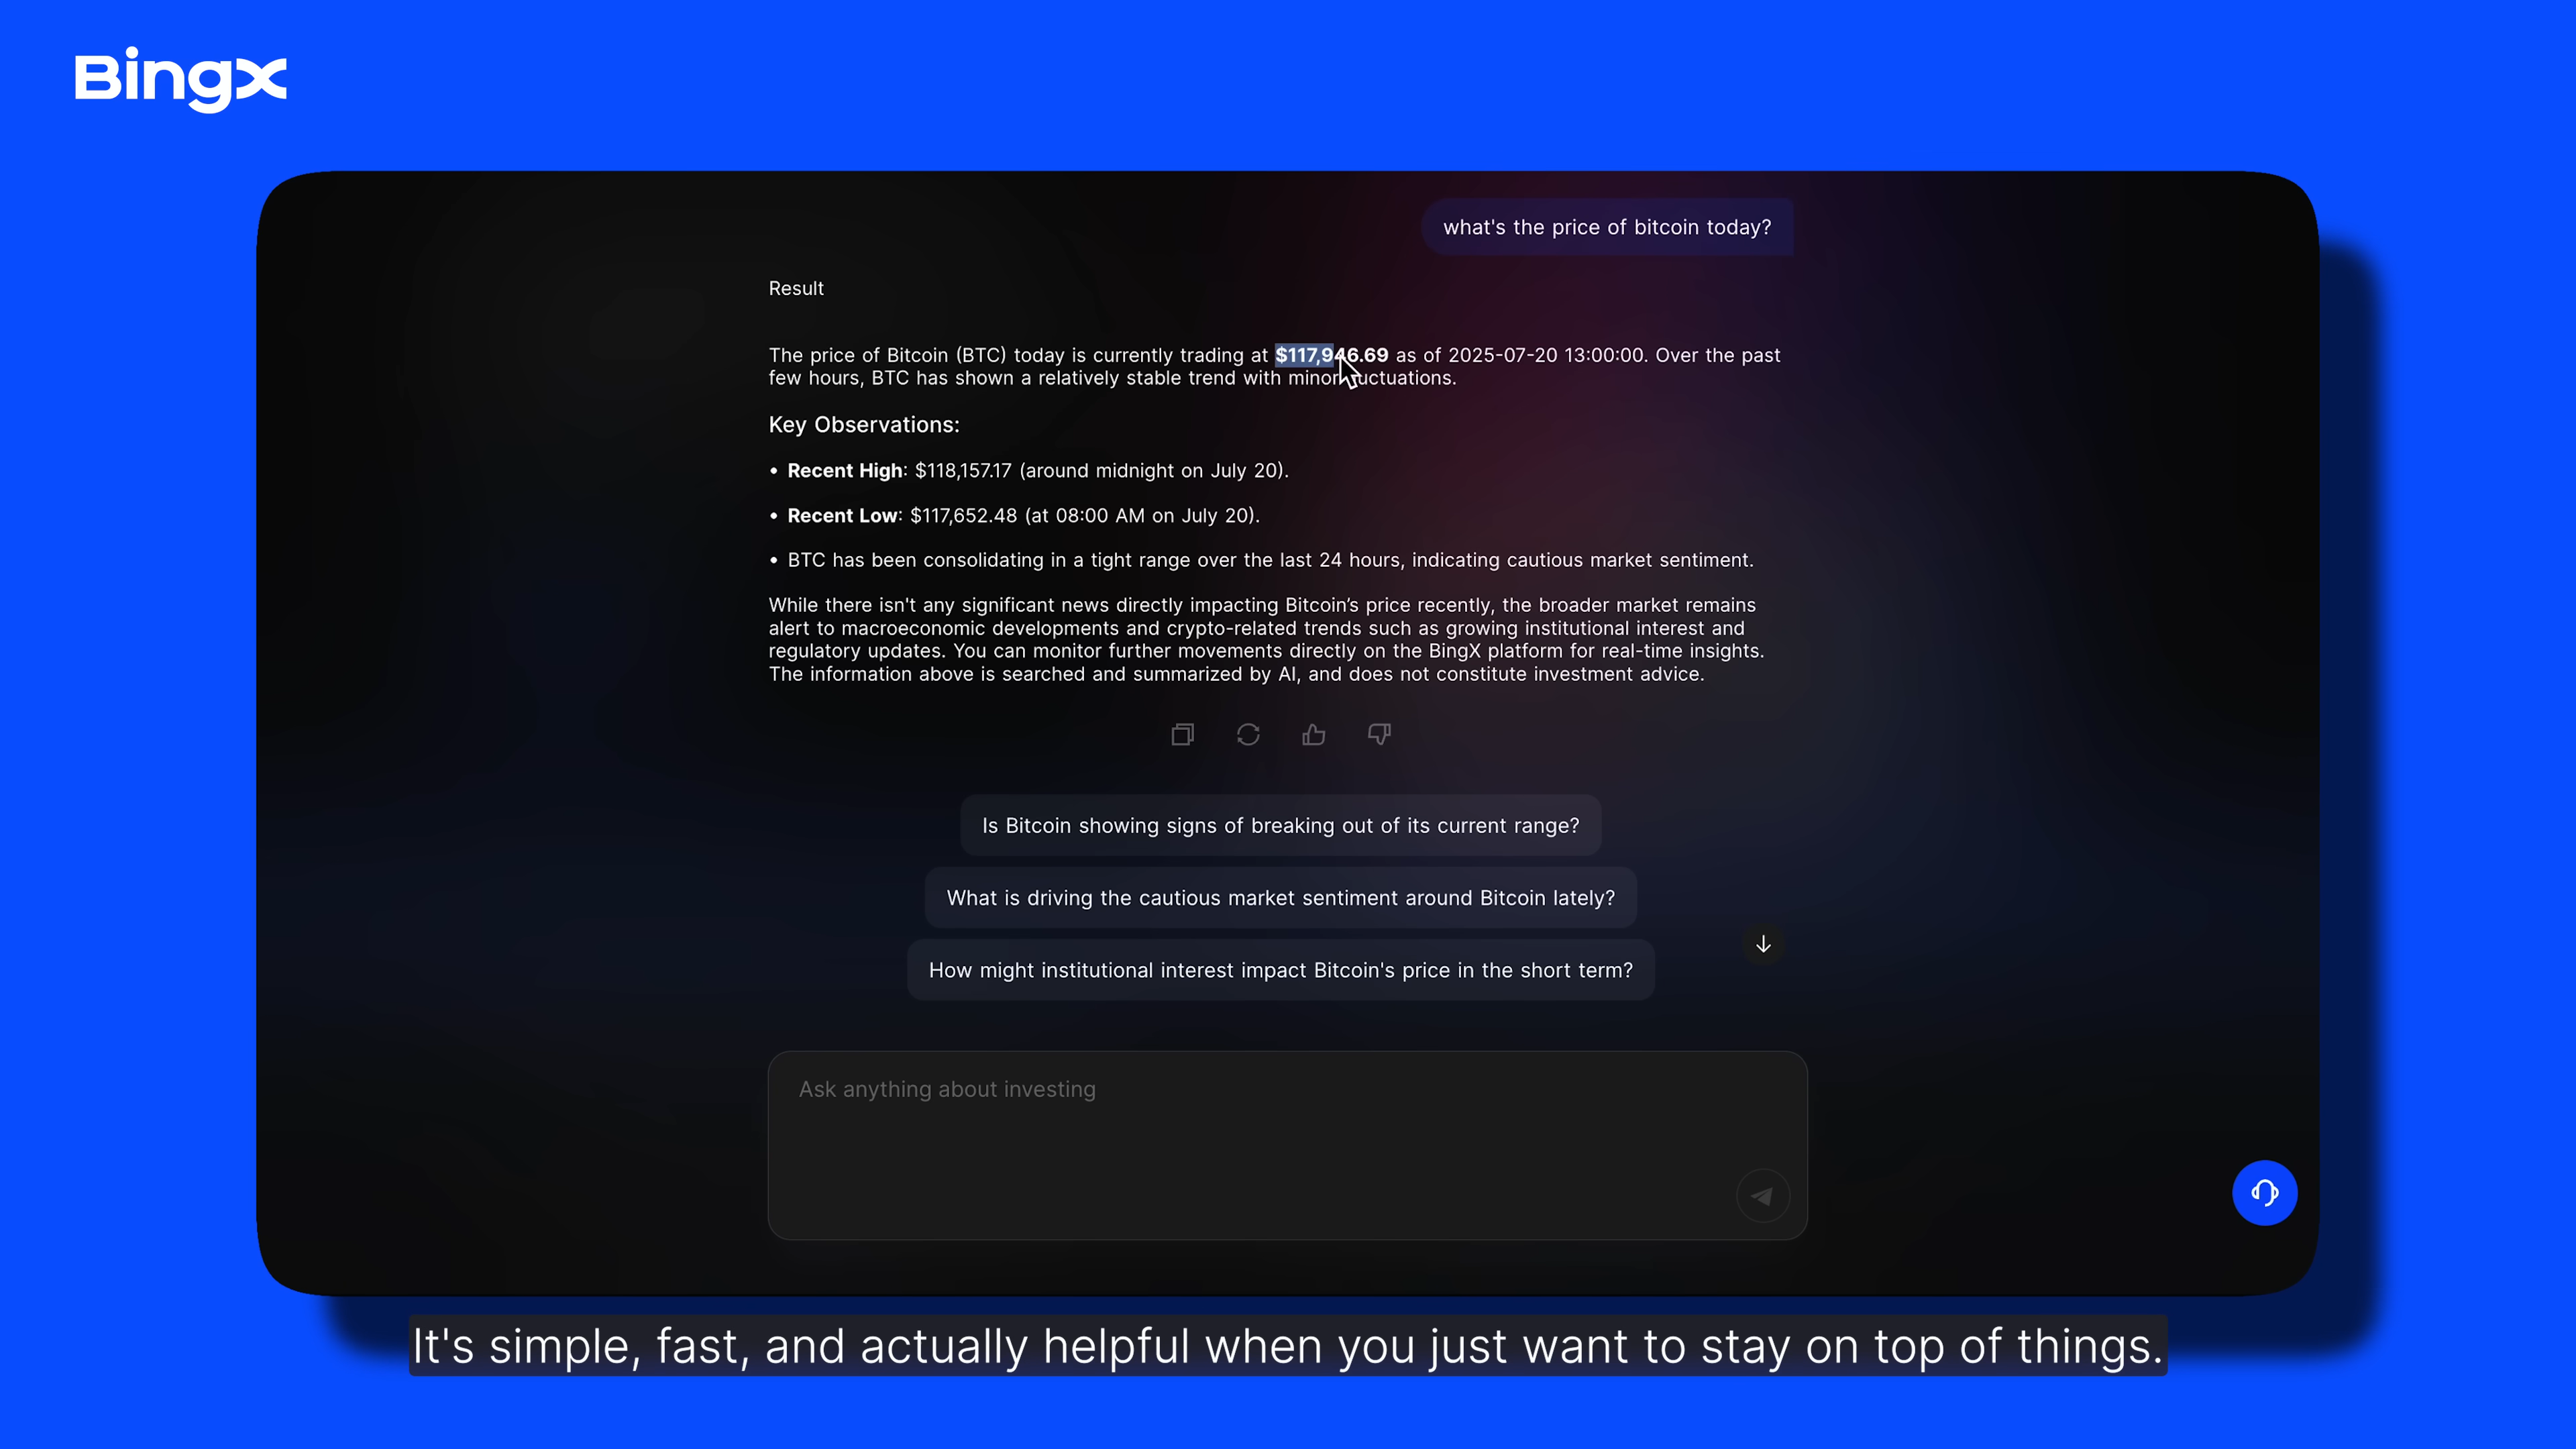 BingX
what's the price of bitcoin today?
Result
The price of Bitcoin (BTC) today is currently trading at $117,946.69 as of 2025-07-20 13:00:00. Over the past
few hours, BTC has shown a relatively stable trend with minor fluctuations.
Key Observations:
• Recent High: $118,157.17 (around midnight on July 20).
• Recent Low: $117,652.48 (at 08:00 AM on July 20).
• BTC has been consolidating in a tight range over the last 24 hours, indicating cautious market sentiment.
While there isn't any significant news directly impacting Bitcoin’s price recently, the broader market remains
alert to macroeconomic developments and crypto-related trends such as growing institutional interest and
regulatory updates. You can monitor further movements directly on the BingX platform for real-time insights.
The information above is searched and summarized by AI, and does not constitute investment advice.
Is Bitcoin showing signs of breaking out of its current range?
What is driving the cautious market sentiment around Bitcoin lately?
How might institutional interest impact Bitcoin's price in the short term?
Ask anything about investing
It's simple, fast, and actually helpful when you just want to stay on top of things.